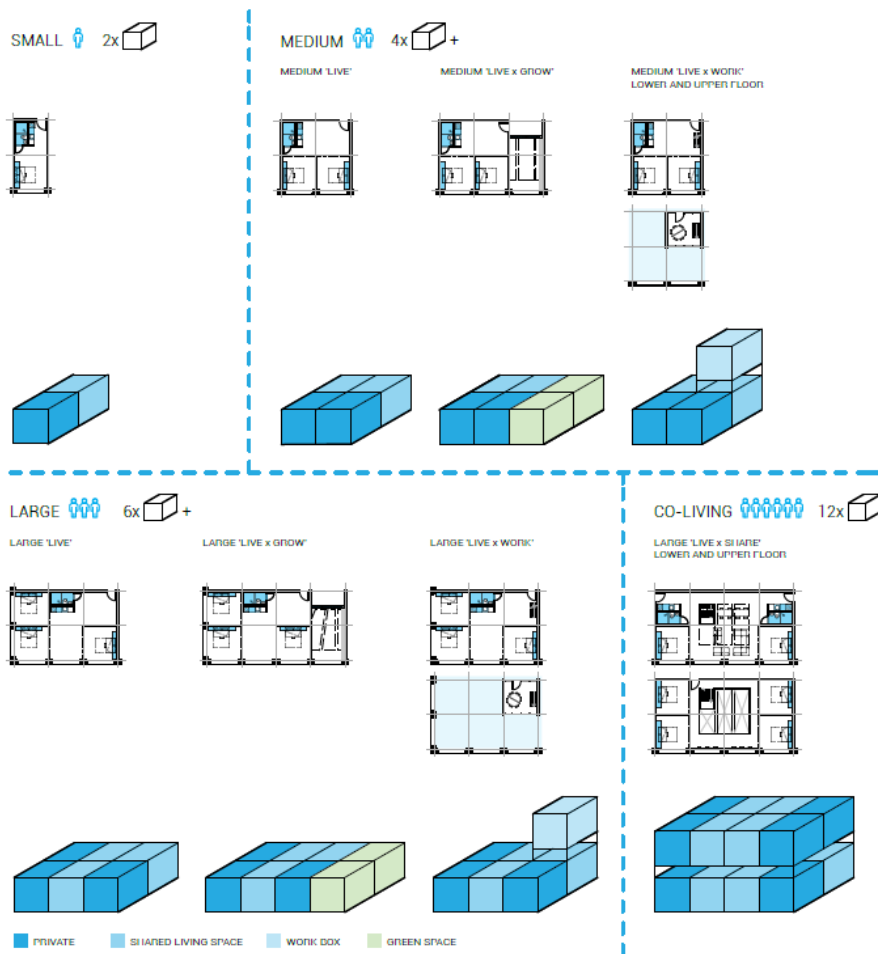 SMALL 2x
MEDIUM 4x +
MEDIUM 'LIVE'
MEDIUM 'LIVE x GROW'
MEDIUM 'LIVE x WORK'
LOWER AND UPPER FLOOR
LARGE 6x +
LARGE 'LIVE'
LARGE 'LIVE x GROW'
LARGE 'LIVE x WORK'
CO-LIVING 12x
LARGE 'LIVE x SHARE'
LOWER AND UPPER FLOOR
PRIVATE
SHARED LIVING SPACE
WORK BOX
GREEN SPACE